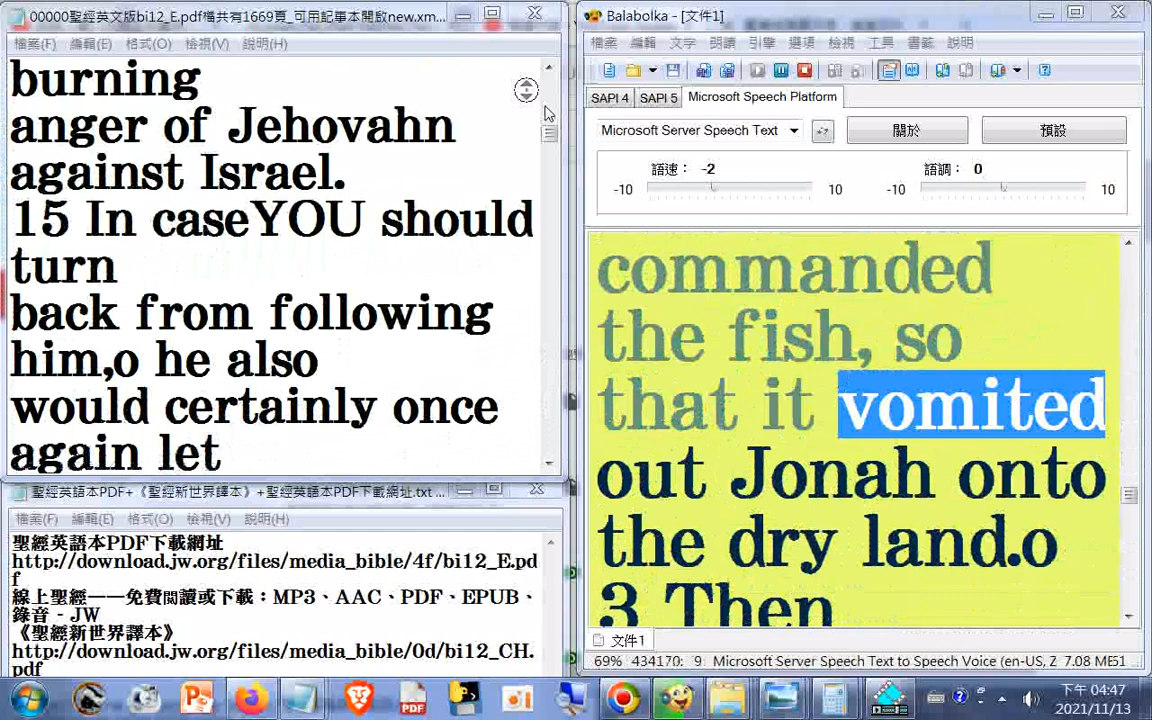 00000聖經英文版bi12_E.pdf檔共有1669頁_可用記事本開啟new.xm...
檔案(F) 編輯(E) 格式(O) 檢視(V) 說明(H)
burning
anger of Jehovahn
against Israel.
15 In caseYOU should
turn
back from following
him,o he also
would certainly once
again let
聖經英語本PDF+《聖經新世界譯本》+聖經英語本PDF下載網址.txt ...
檔案(F) 編輯(E) 格式(O) 檢視(V) 說明(H)
聖經英語本PDF下載網址
http://download.jw.org/files/media_bible/4f/bi12_E.pd
f
線上聖經——免費閱讀或下載：MP3、AAC、PDF、EPUB、
錄音 - JW
《聖經新世界譯本》
http://download.jw.org/files/media_bible/0d/bi12_CH.
pdf
Balabolka - [文件1]
檔案 編輯 文字 朗讀 引擎 選項 檢視 工具 書籤 說明
SAPI 4 SAPI 5 Microsoft Speech Platform
Microsoft Server Speech Text 關於 預設
語速： -2 語調： 0
-10 10 -10 10
commanded
the fish, so
that it vomited
out Jonah onto
the dry land.o
3 Then
文件1
69% 434170: 9 Microsoft Server Speech Text to Speech Voice (en-US, Z 7.08 ME51
下午 04:47
2021/11/13